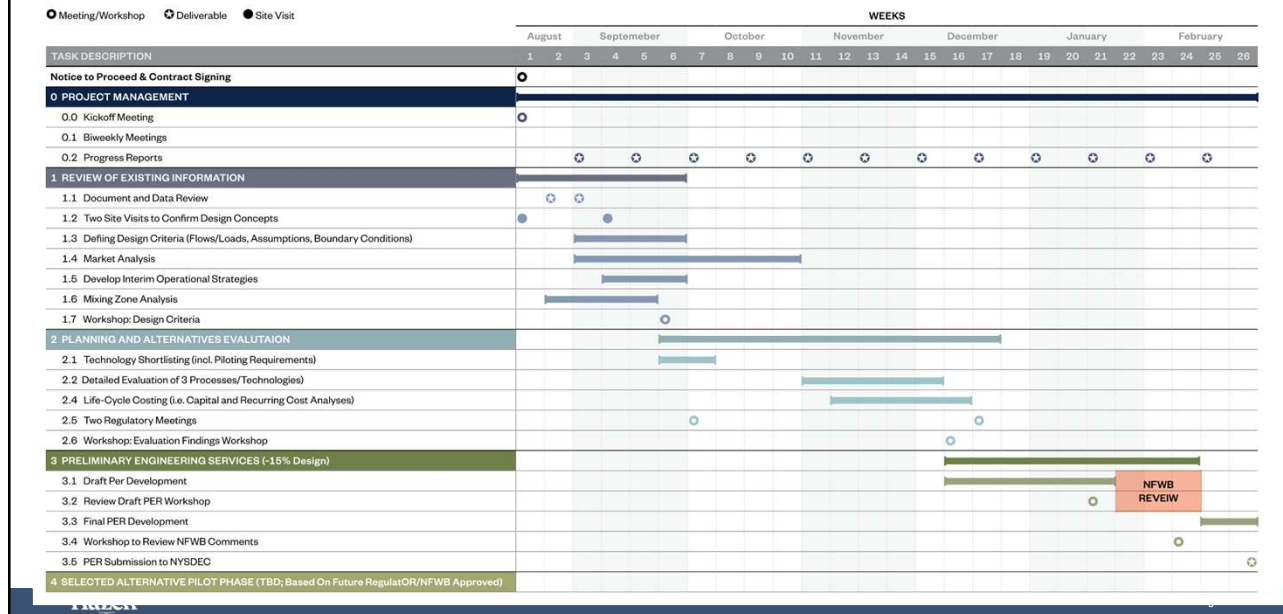 Meeting/Workshop Deliverable Site Visit
WEEKS
August Septemeber October November December January February
TASK DESCRIPTION 1 2 3 4 5 6 7 8 9 10 11 12 13 14 15 16 17 18 19 20 21 22 23 24 25 26
Notice to Proceed & Contract Signing
0 PROJECT MANAGEMENT
0.0 Kickoff Meeting
0.1 Biweekly Meetings
0.2 Progress Reports
1 REVIEW OF EXISTING INFORMATION
1.1 Document and Data Review
1.2 Two Site Visits to Confirm Design Concepts
1.3 Defiing Design Criteria (Flows/Loads, Assumptions, Boundary Conditions)
1.4 Market Analysis
1.5 Develop Interim Operational Strategies
1.6 Mixing Zone Analysis
1.7 Workshop: Design Criteria
2 PLANNING AND ALTERNATIVES EVALUTAION
2.1 Technology Shortlisting (incl. Piloting Requirements)
2.2 Detailed Evaluation of 3 Processes/Technologies)
2.4 Life-Cycle Costing (i.e. Capital and Recurring Cost Analyses)
2.5 Two Regulatory Meetings
2.6 Workshop: Evaluation Findings Workshop
3 PRELIMINARY ENGINEERING SERVICES (~15% Design)
3.1 Draft Per Development
NFWB
3.2 Review Draft PER Workshop
REVEIW
3.3 Final PER Development
3.4 Workshop to Review NFWB Comments
3.5 PER Submission to NYSDEC
4 SELECTED ALTERNATIVE PILOT PHASE (TBD; Based On Future RegulatOR/NFWB Approved)
Hazen